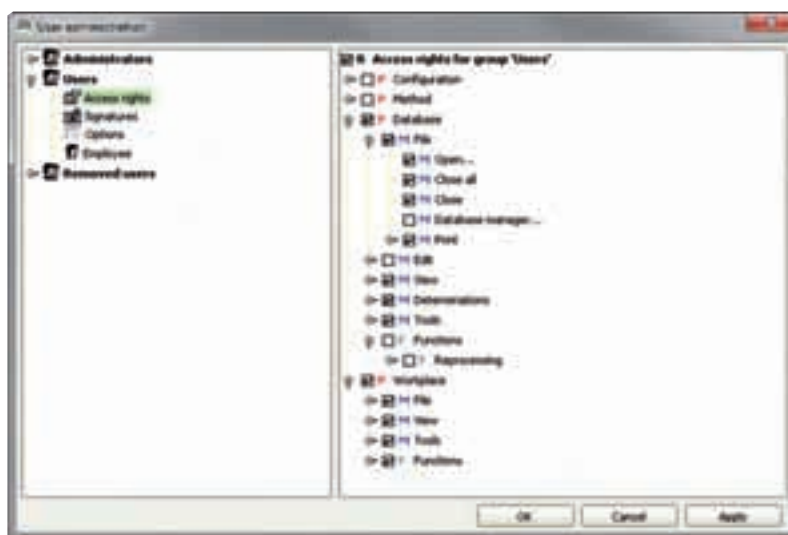 User administration
Administrators
Users
Access rights
Signatures
Options
Employee
Removed users
Access rights for group 'Users'
Configuration
Method
Database
File
Open...
Close all
Close
Database manager...
Print
Edit
View
Determinations
Tools
Functions
Reprocessing
Workplace
File
View
Tools
Functions
OK Cancel Apply